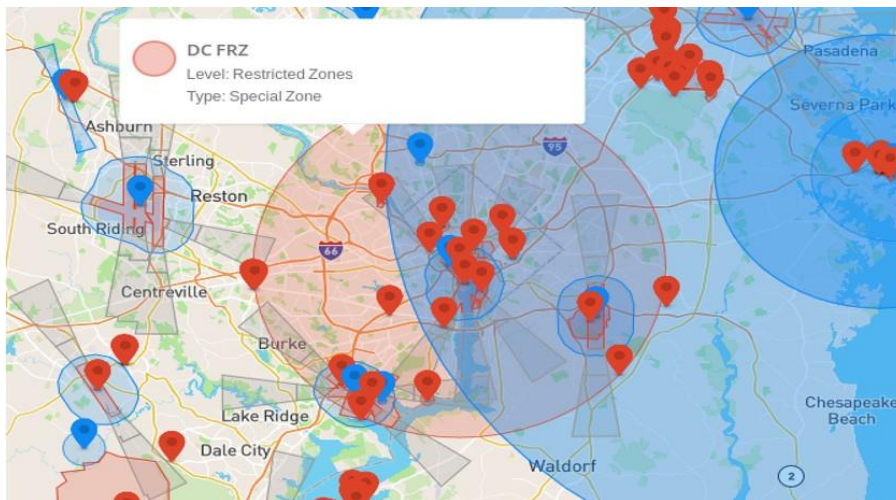 DC FRZ
Level: Restricted Zones
Type: Special Zone
Pasadena
Severna Park
Ashburn
Sterling
Reston
95
South Riding
66
Centreville
Burke
Lake Ridge
Chesapeake
Beach
Dale City
Waldorf
2